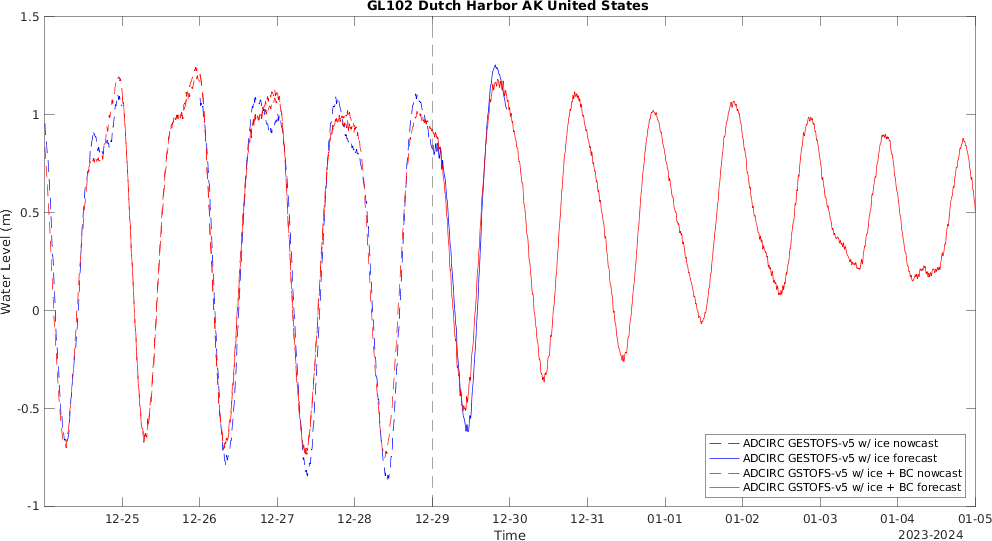 GL102 Dutch Harbor AK United States
1.5
1
0.5
0
-0.5
-1
Water Level (m)
ADCIRC GESTOFS-v5 w/ ice nowcast
ADCIRC GESTOFS-v5 w/ ice forecast
ADCIRC GSTOFS-v5 w/ ice + BC nowcast
ADCIRC GSTOFS-v5 w/ ice + BC forecast
12-25 12-26 12-27 12-28 12-29 12-30 12-31 01-01 01-02 01-03 01-04 01-05
Time
2023-2024